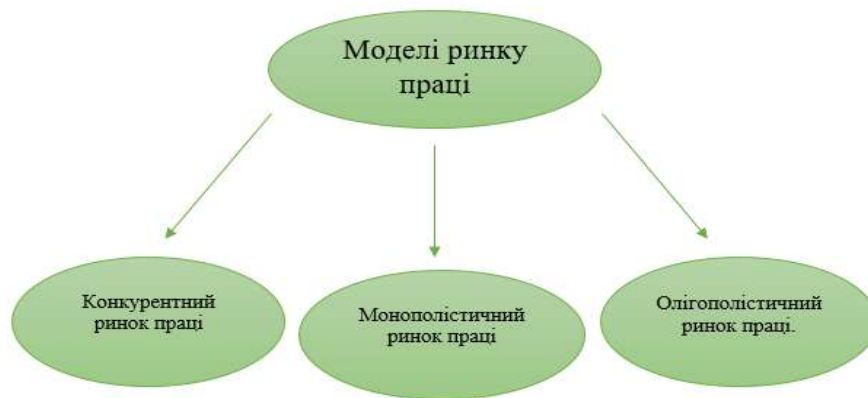 Моделі ринку
праці
Конкурентний
ринок праці
Монополістичний
ринок праці
Олігополістичний
ринок праці.